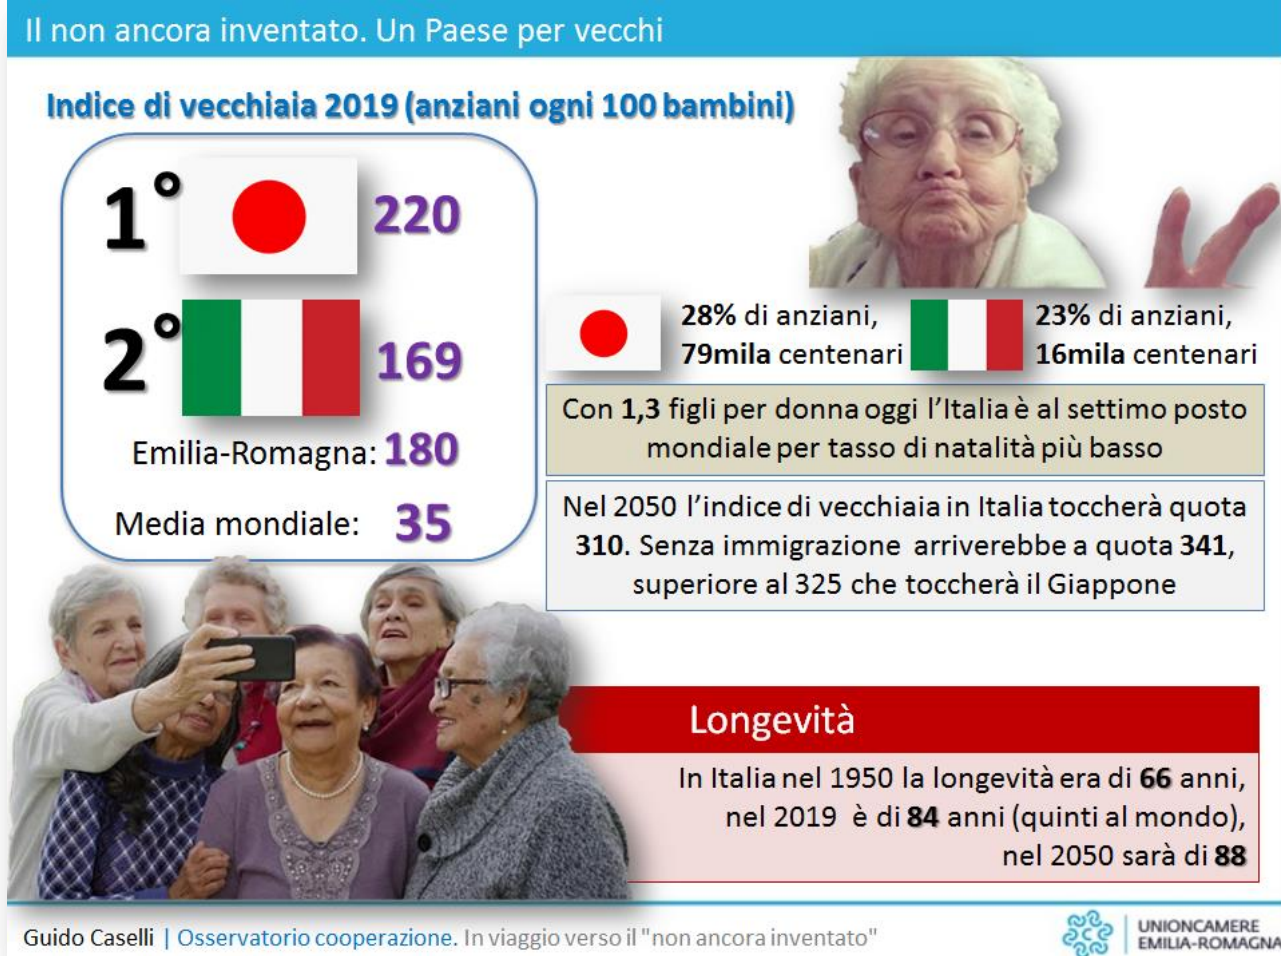 Il non ancora inventato. Un Paese per vecchi
Indice di vecchiaia 2019 (anziani ogni 100 bambini)
1° 220
2° 169
Emilia-Romagna: 180
Media mondiale: 35
28% di anziani,
79mila centenari
23% di anziani,
16mila centenari
Con 1,3 figli per donna oggi l'Italia è al settimo posto
mondiale per tasso di natalità più basso
Nel 2050 l'indice di vecchiaia in Italia toccherà quota
310. Senza immigrazione arriverebbe a quota 341,
superiore al 325 che toccherà il Giappone
Longevità
In Italia nel 1950 la longevità era di 66 anni,
nel 2019 è di 84 anni (quinti al mondo),
nel 2050 sarà di 88
Guido Caselli | Osservatorio cooperazione. In viaggio verso il "non ancora inventato"
UNIONCAMERE
EMILIA-ROMAGNA